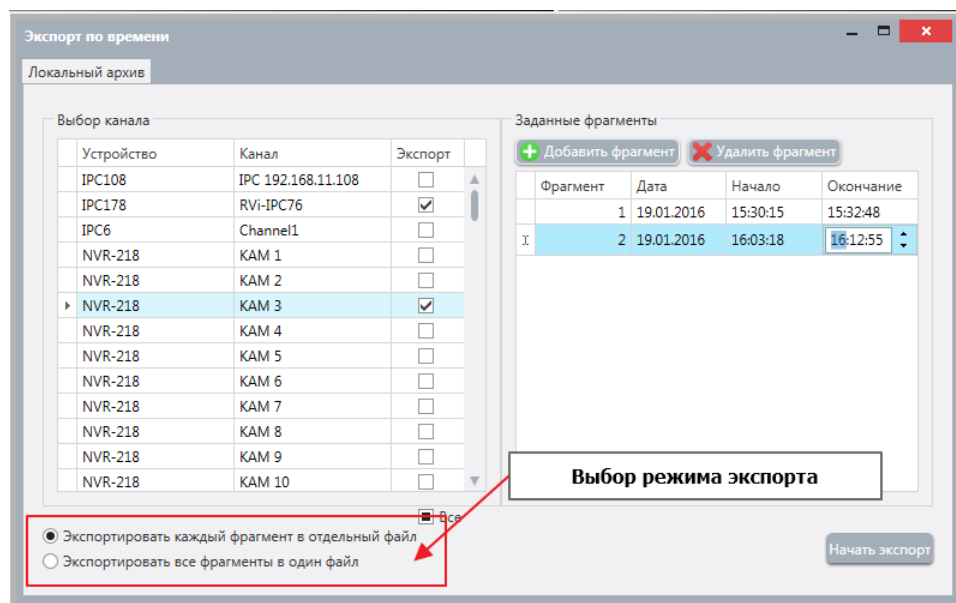 Экспорт по времени
Локальный архив
Выбор канала
Устройство Канал Экспорт
IPC108 IPC 192.168.11.108
IPC178 RVi-IPC76
IPC6 Channel1
NVR-218 КАМ 1
NVR-218 КАМ 2
NVR-218 КАМ 3
NVR-218 КАМ 4
NVR-218 КАМ 5
NVR-218 КАМ 6
NVR-218 КАМ 7
NVR-218 КАМ 8
NVR-218 КАМ 9
NVR-218 КАМ 10
Все
Заданные фрагменты
Добавить фрагмент Удалить фрагмент
Фрагмент Дата Начало Окончание
1 19.01.2016 15:30:15 15:32:48
2 19.01.2016 16:03:18 16:12:55
Выбор режима экспорта
Экспортировать каждый фрагмент в отдельный файл
Экспортировать все фрагменты в один файл
Начать экспорт